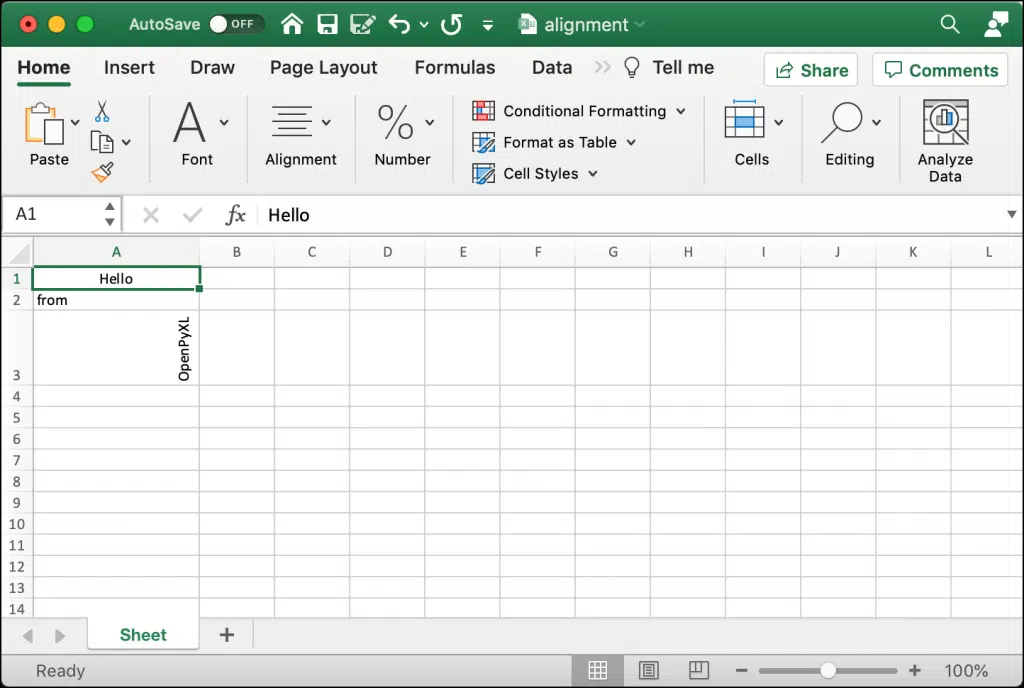 AutoSave OFF alignment
Home Insert Draw Page Layout Formulas Data Tell me Share Comments
Paste Font Alignment Number Conditional Formatting Format as Table Cell Styles Cells Editing Analyze Data
A1 fx Hello
A B C D E F G H I J K L
1 Hello
2 from
3 OpenPyXL
4
5
6
7
8
9
10
11
12
13
14
Sheet +
Ready 100%